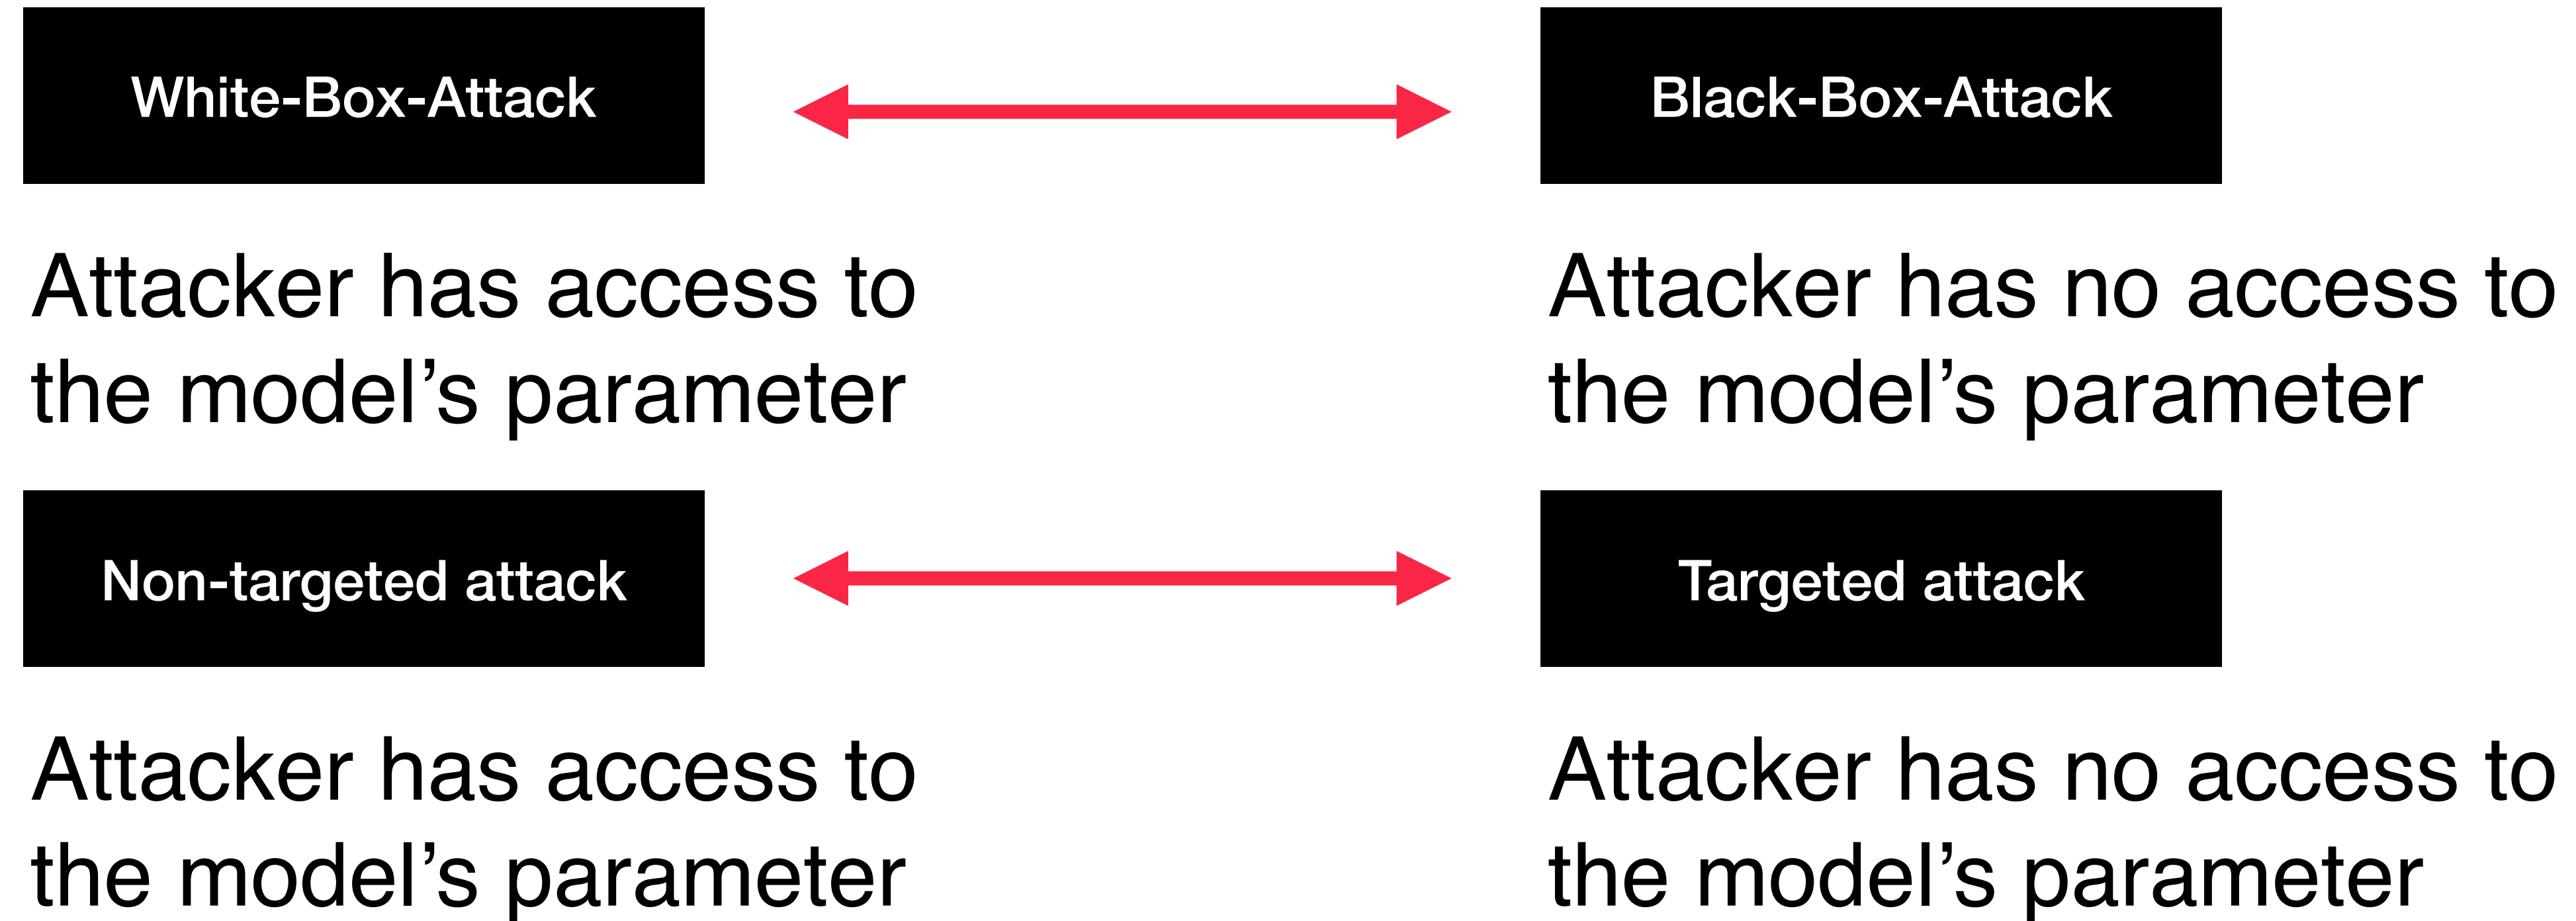 White-Box-Attack
Black-Box-Attack
Attacker has access to
the model’s parameter
Attacker has no access to
the model’s parameter
Non-targeted attack
Targeted attack
Attacker has access to
the model’s parameter
Attacker has no access to
the model’s parameter